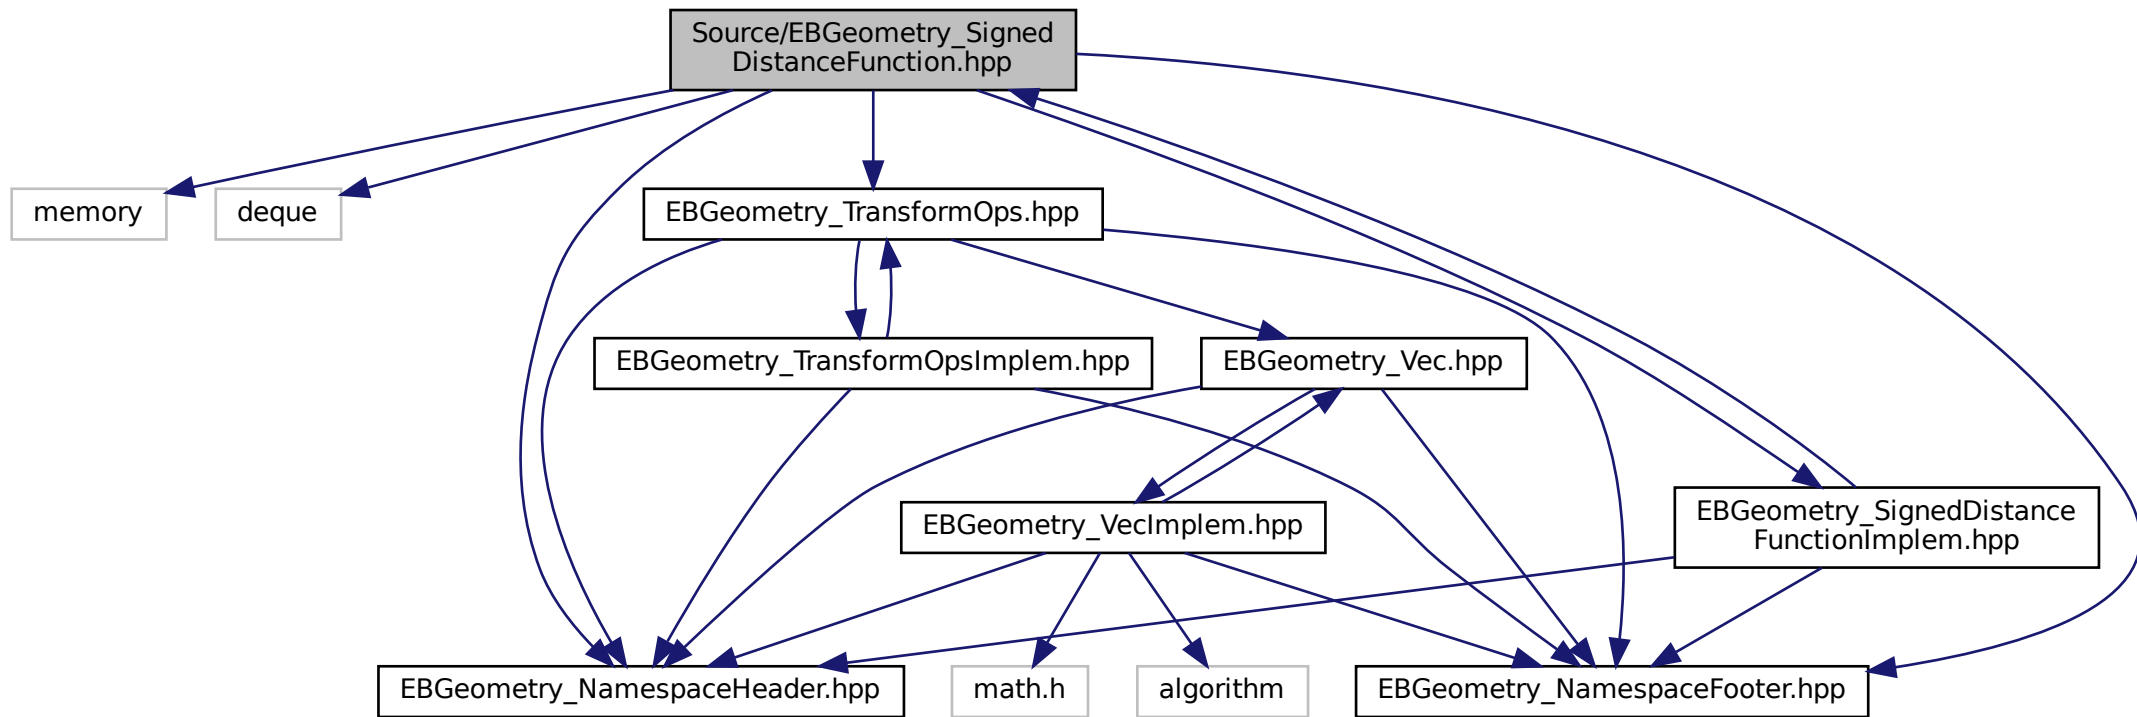 Source/EBGeometry_Signed
DistanceFunction.hpp
memory
deque
EBGeometry_TransformOps.hpp
EBGeometry_TransformOpsImplem.hpp
EBGeometry_Vec.hpp
EBGeometry_VecImplem.hpp
EBGeometry_SignedDistance
FunctionImplem.hpp
EBGeometry_NamespaceHeader.hpp
math.h
algorithm
EBGeometry_NamespaceFooter.hpp